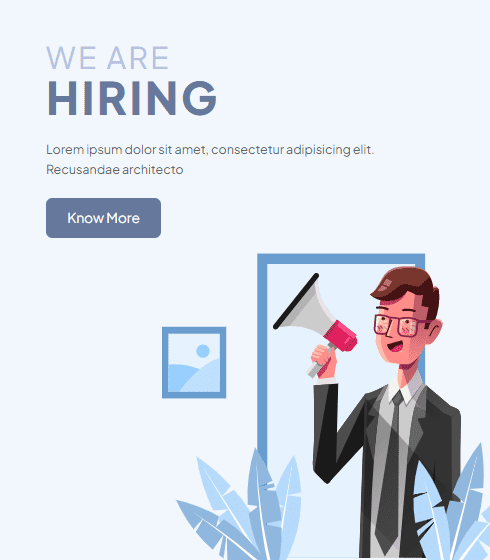 WE ARE
HIRING
Lorem ipsum dolor sit amet, consectetur adipisicing elit.
Recusandae architecto
Know More